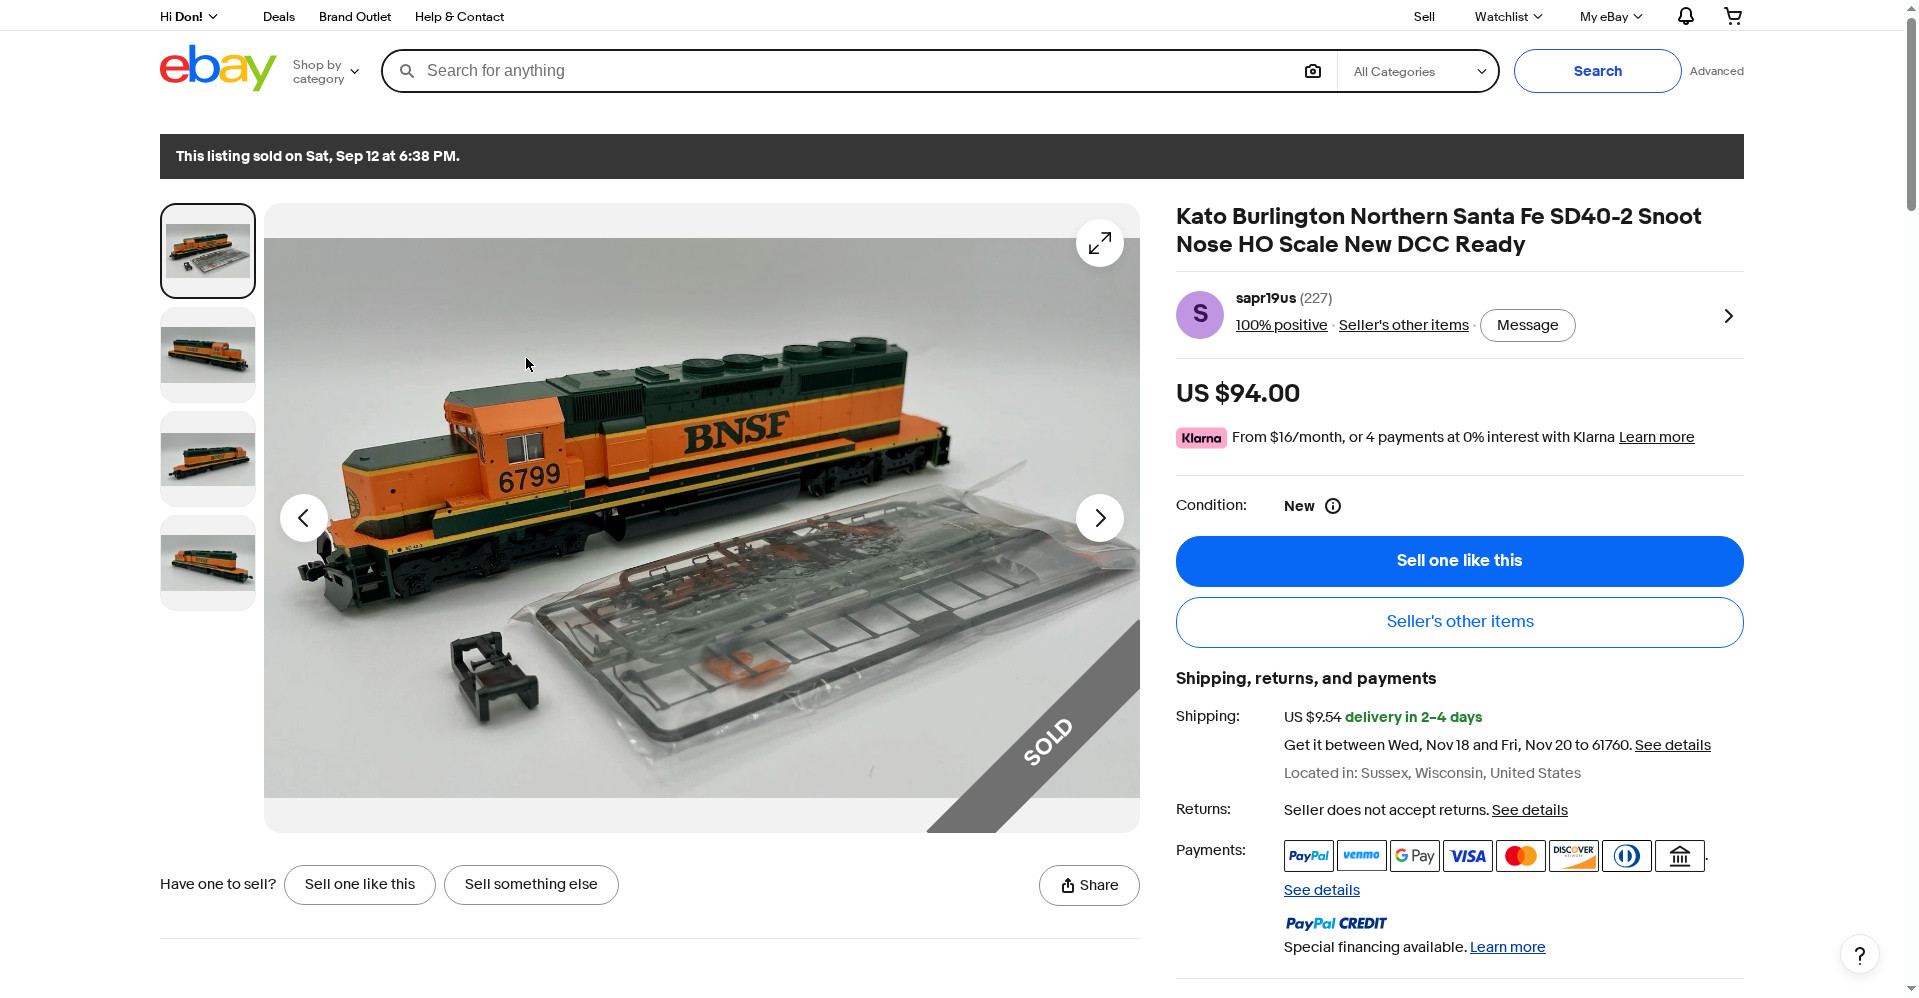 Hi Don!
Deals
Brand Outlet
Help & Contact
Sell
Watchlist
My eBay
ebay
Shop by category
Search for anything
All Categories
Search
Advanced
This listing sold on Sat, Sep 12 at 6:38 PM.
Kato Burlington Northern Santa Fe SD40-2 Snoot
Nose HO Scale New DCC Ready
S
sapr19us (227)
100% positive · Seller's other items · Message
US $94.00
Klarna From $16/month, or 4 payments at 0% interest with Klarna Learn more
Condition: New
Sell one like this
Seller's other items
Shipping, returns, and payments
Shipping: US $9.54 delivery in 2-4 days
Get it between Wed, Nov 18 and Fri, Nov 20 to 61760. See details
Located in: Sussex, Wisconsin, United States
Returns: Seller does not accept returns. See details
Payments: PayPal venmo G Pay VISA DISCOVER
See details
PayPal CREDIT
Special financing available. Learn more
BNSF
6799
SOLD
Have one to sell? Sell one like this Sell something else
Share
?